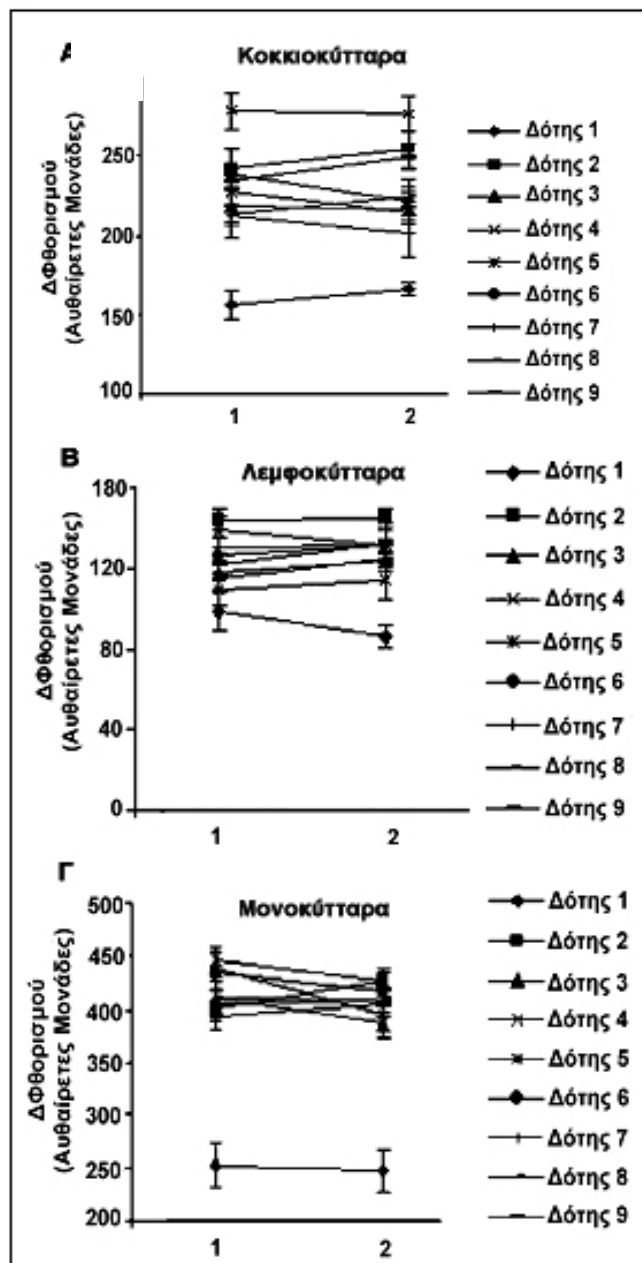 Α
Κοκκιοκύτταρα
ΔΦθορισμού
(Αυθαίρετες Μονάδες)
250
200
150
100
1 2
Δότης 1
Δότης 2
Δότης 3
Δότης 4
Δότης 5
Δότης 6
Δότης 7
Δότης 8
Δότης 9
Β
Λεμφοκύτταρα
ΔΦθορισμού
(Αυθαίρετες Μονάδες)
180
120
80
40
0
1 2
Δότης 1
Δότης 2
Δότης 3
Δότης 4
Δότης 5
Δότης 6
Δότης 7
Δότης 8
Δότης 9
Γ
Μονοκύτταρα
ΔΦθορισμού
(Αυθαίρετες Μονάδες)
500
450
400
350
300
250
200
1 2
Δότης 1
Δότης 2
Δότης 3
Δότης 4
Δότης 5
Δότης 6
Δότης 7
Δότης 8
Δότης 9